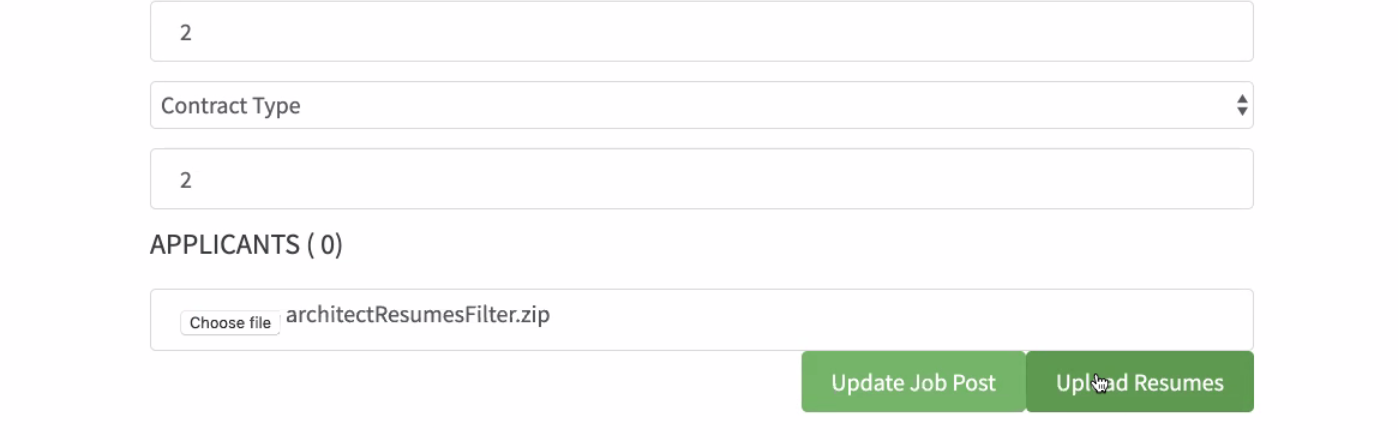 2
Contract Type
2
APPLICANTS ( 0)
Choose file architectResumesFilter.zip
Update Job Post Upload Resumes